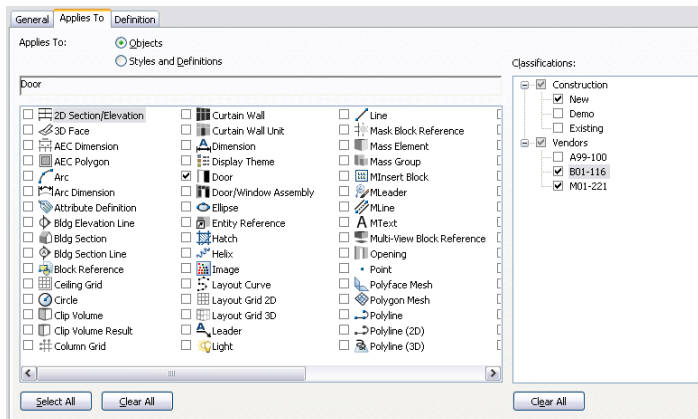 General Applies To Definition
Applies To: Objects
Styles and Definitions
Classifications:
Door
2D Section/Elevation
3D Face
AEC Dimension
AEC Polygon
Arc
Arc Dimension
Attribute Definition
Bldg Elevation Line
Bldg Section
Bldg Section Line
Block Reference
Ceiling Grid
Circle
Clip Volume
Clip Volume Result
Column Grid
Curtain Wall
Curtain Wall Unit
Dimension
Display Theme
Door
Door/Window Assembly
Ellipse
Entity Reference
Hatch
Helix
Image
Layout Curve
Layout Grid 2D
Layout Grid 3D
Leader
Light
Line
Mask Block Reference
Mass Element
Mass Group
MInsert Block
MLeader
MLine
MText
Multi-View Block Reference
Opening
Point
Polyface Mesh
Polygon Mesh
Polyline
Polyline (2D)
Polyline (3D)
Construction
New
Demo
Existing
Vendors
A99-100
B01-116
M01-221
Select All Clear All
Clear All